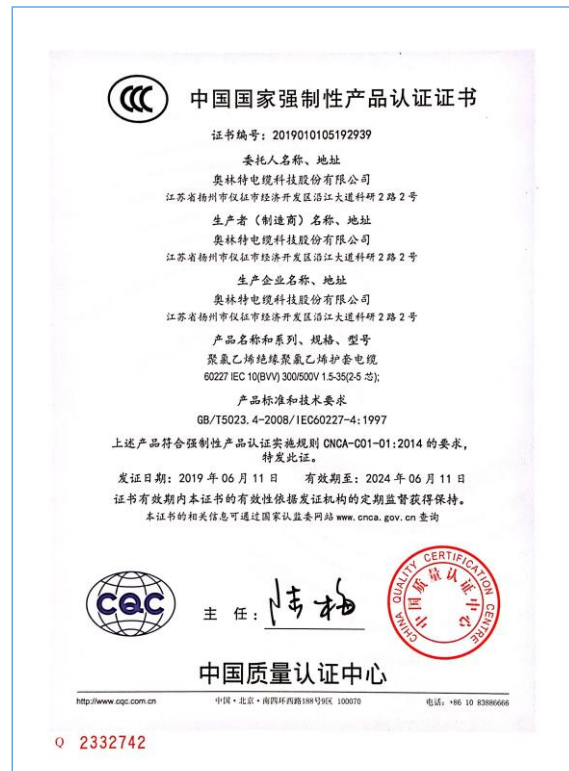 CCC
中国国家强制性产品认证证书
证书编号：2019010105192939
委托人名称、地址
奥林特电缆科技股份有限公司
江苏省扬州市仪征市经济开发区沿江大道科研2路2号
生产者（制造商）名称、地址
奥林特电缆科技股份有限公司
江苏省扬州市仪征市经济开发区沿江大道科研2路2号
生产企业名称、地址
奥林特电缆科技股份有限公司
江苏省扬州市仪征市经济开发区沿江大道科研2路2号
产品名称和系列、规格、型号
聚氯乙烯绝缘聚氯乙烯护套电缆
60227 IEC 10(BVV) 300/500V 1.5-35(2-5 芯);
产品标准和技术要求
GB/T5023.4-2008/IEC60227-4:1997
上述产品符合强制性产品认证实施规则 CNCA-C01-01:2014 的要求，
特发此证。
发证日期：2019 年 06 月 11 日 有效期至：2024 年 06 月 11 日
证书有效期内本证书的有效性依据发证机构的定期监督获得保持。
本证书的相关信息可通过国家认监委网站 www.cnca.gov.cn 查询
CQC
主 任：陆梅
CHINA QUALITY CERTIFICATION CENTRE
中国质量认证中心
中国质量认证中心
http://www.cqc.com.cn 中国·北京·南四环西路188号9区 100070 电话：+86 10 83886666
Q 2332742